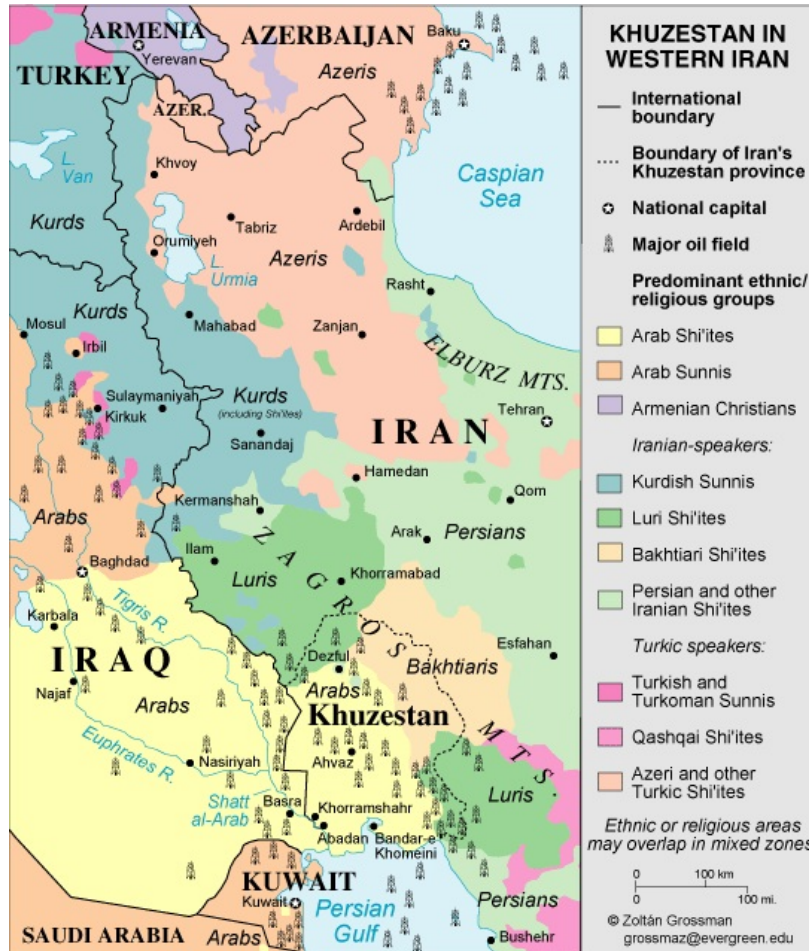 ARMENIA
Yerevan
AZERBAIJAN
Azeris
Baku
TURKEY
AZER.
L.
Van
Kurds
Khvoy
Tabriz
Ardebil
Caspian
Sea
Orumiyeh
L.
Urmia
Azeris
Rasht
Kurds
Mosul
Irbil
Mahabad
Zanjan
ELBURZ MTS.
Sulaymaniyah
Kirkuk
Kurds
(including Shi'ites)
Sanandaj
Tehran
IRAN
Hamedan
Kermanshah
Qom
Arabs
Arak
Persians
Baghdad
Ilam
ZAGROS MTS.
Luris
Khorramabad
Karbala
Tigris R.
Esfahan
IRAQ
Dezful
Bakhtiaris
Najaf
Arabs
Arabs
Khuzestan
Euphrates R.
Nasiriyah
Ahvaz
Shatt
al-Arab
Basra
Khorramshahr
Luris
Abadan
Bandar-e
Khomeini
KUWAIT
Kuwait
Persian
Gulf
Persians
SAUDI ARABIA
Arabs
Bushehr
KHUZESTAN IN
WESTERN IRAN
International
boundary
Boundary of Iran's
Khuzestan province
National capital
Major oil field
Predominant ethnic/
religious groups
Arab Shi'ites
Arab Sunnis
Armenian Christians
Iranian-speakers:
Kurdish Sunnis
Luri Shi'ites
Bakhtiari Shi'ites
Persian and other
Iranian Shi'ites
Turkic speakers:
Turkish and
Turkoman Sunnis
Qashqai Shi'ites
Azeri and other
Turkic Shi'ites
Ethnic or religious areas
may overlap in mixed zones
0 100 km
0 100 mi.
© Zoltán Grossman
grossmaz@evergreen.edu